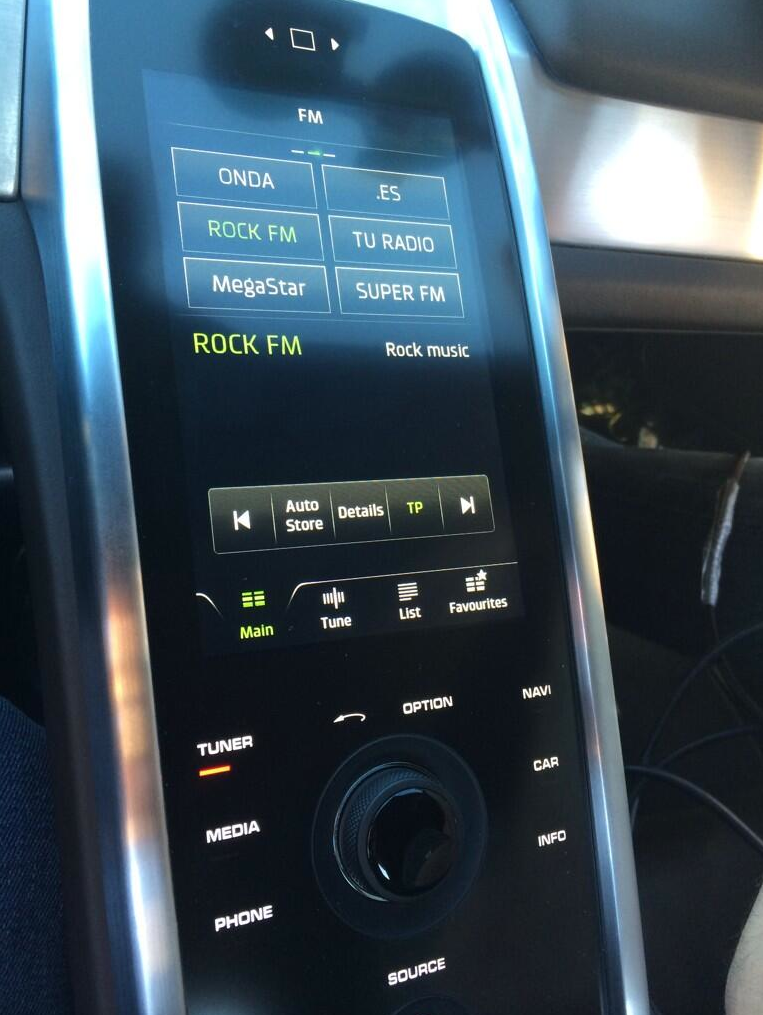 FM
ONDA
.ES
ROCK FM
TU RADIO
MegaStar
SUPER FM
ROCK FM
Rock music
Auto
Store
Details
TP
Main
Tune
List
Favourites
OPTION
NAVI
TUNER
CAR
MEDIA
INFO
PHONE
SOURCE